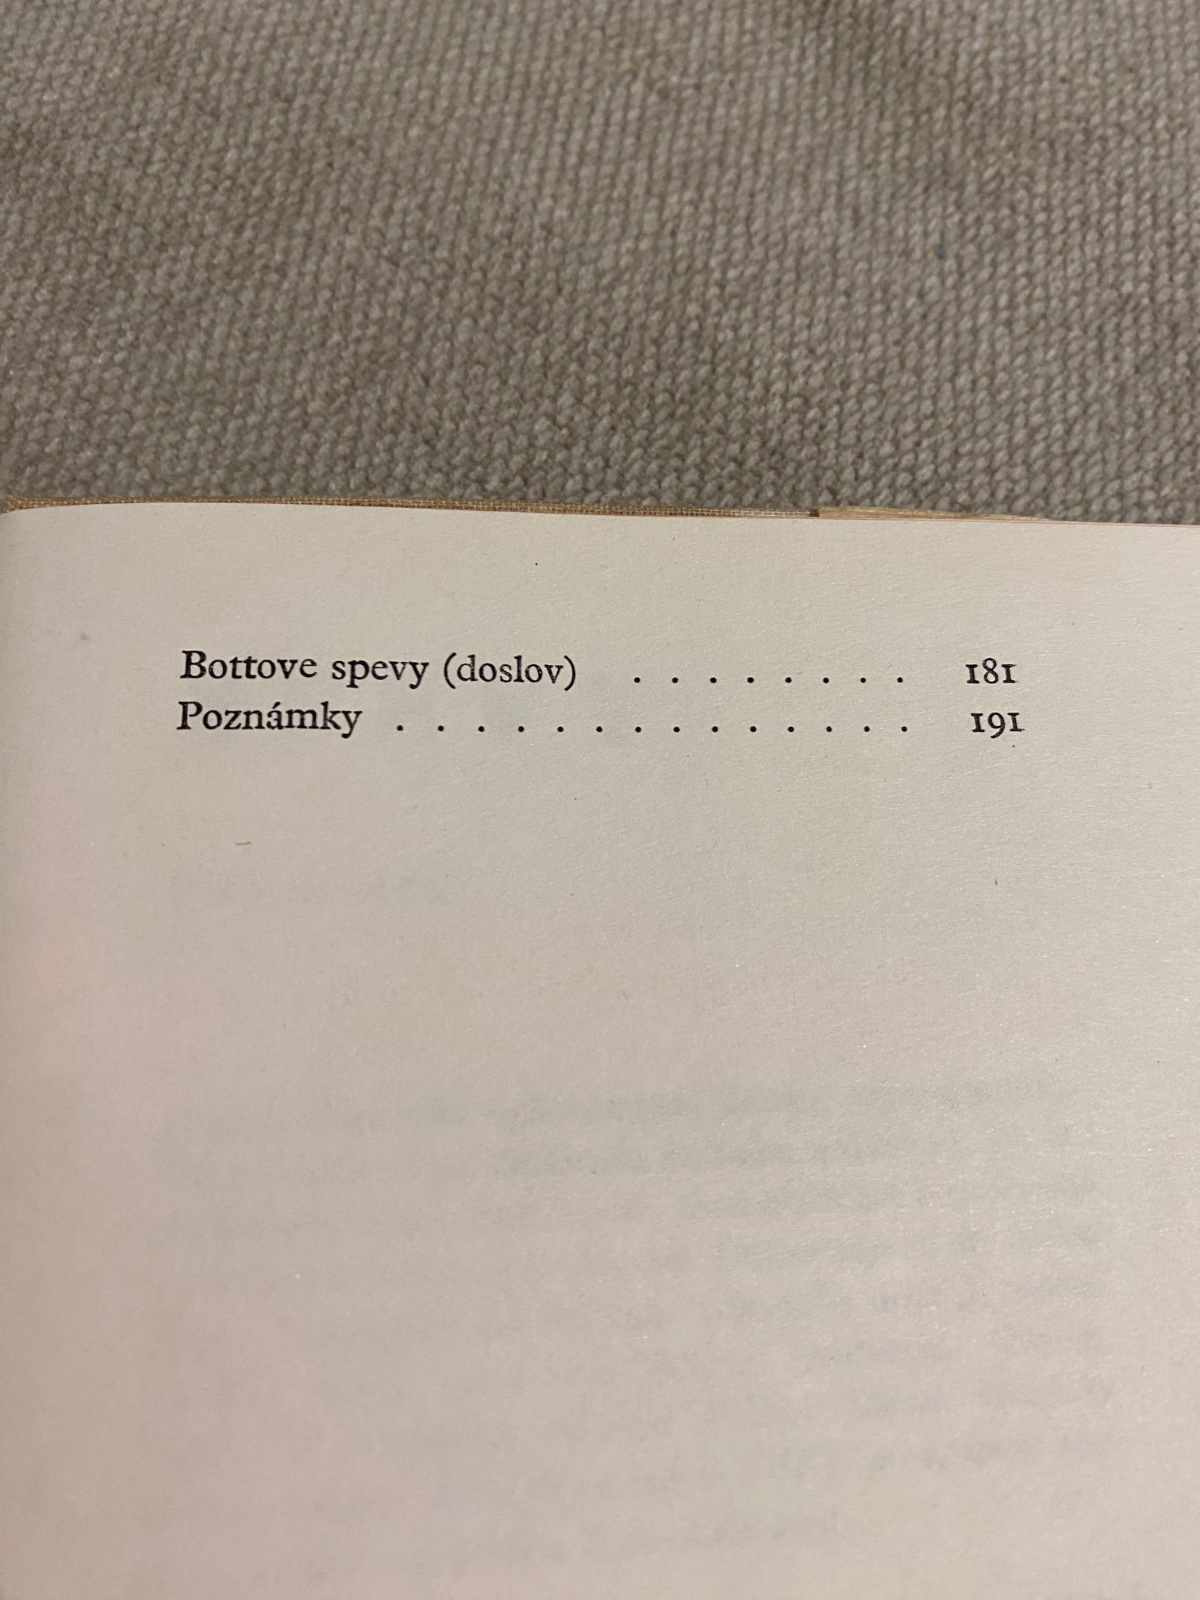 Bottove spevy (doslov) . . . . . . . . 181
Poznámky . . . . . . . . . . . . . . 191